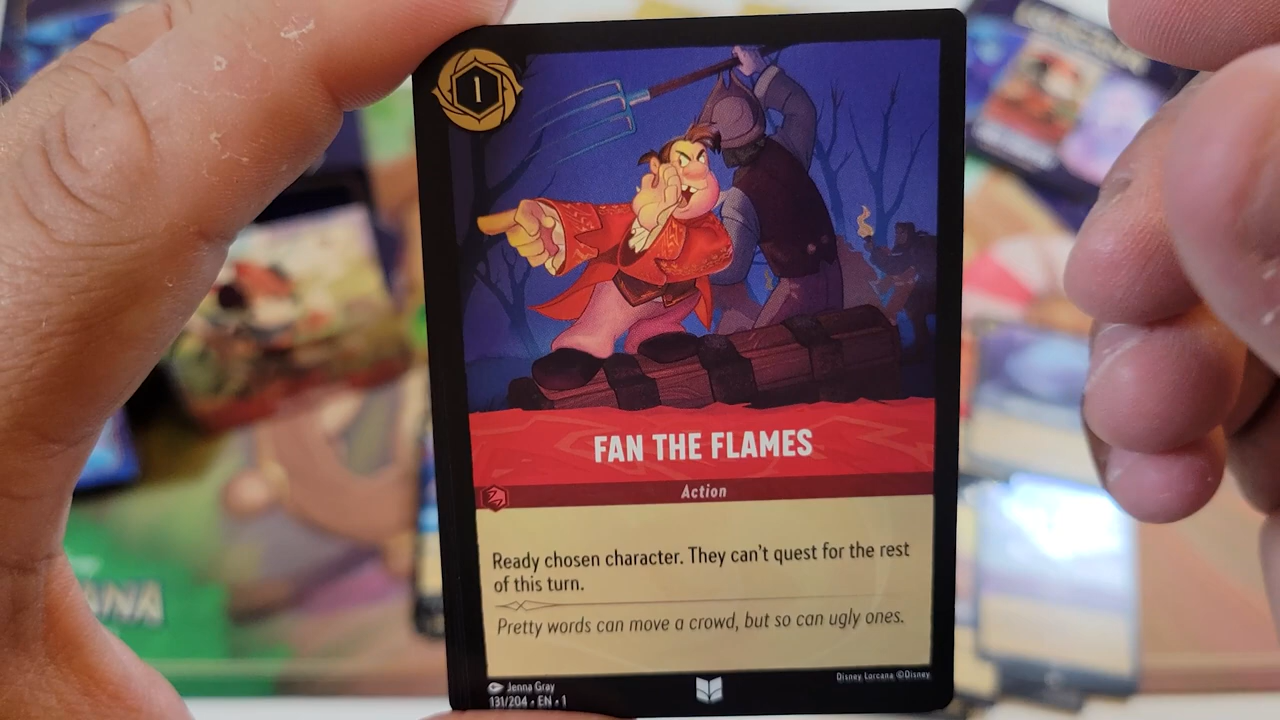 1
FAN THE FLAMES
Action
Ready chosen character. They can't quest for the rest
of this turn.
Pretty words can move a crowd, but so can ugly ones.
Jenna Gray
Disney Lorcana ©Disney
131/204 • EN • 1